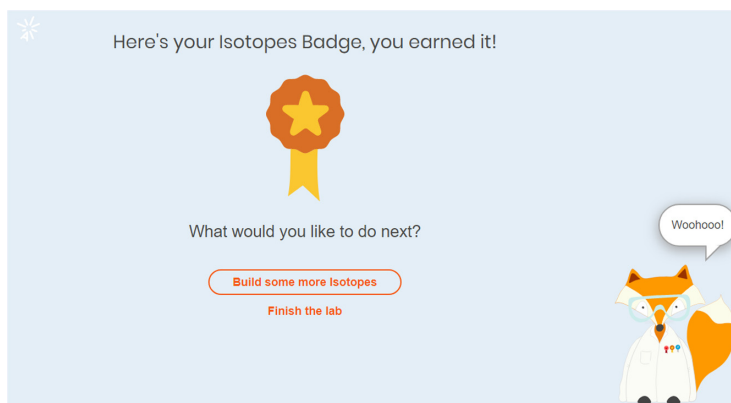 Here's your Isotopes Badge, you earned it!
What would you like to do next?
Woohooo!
Build some more Isotopes
Finish the lab